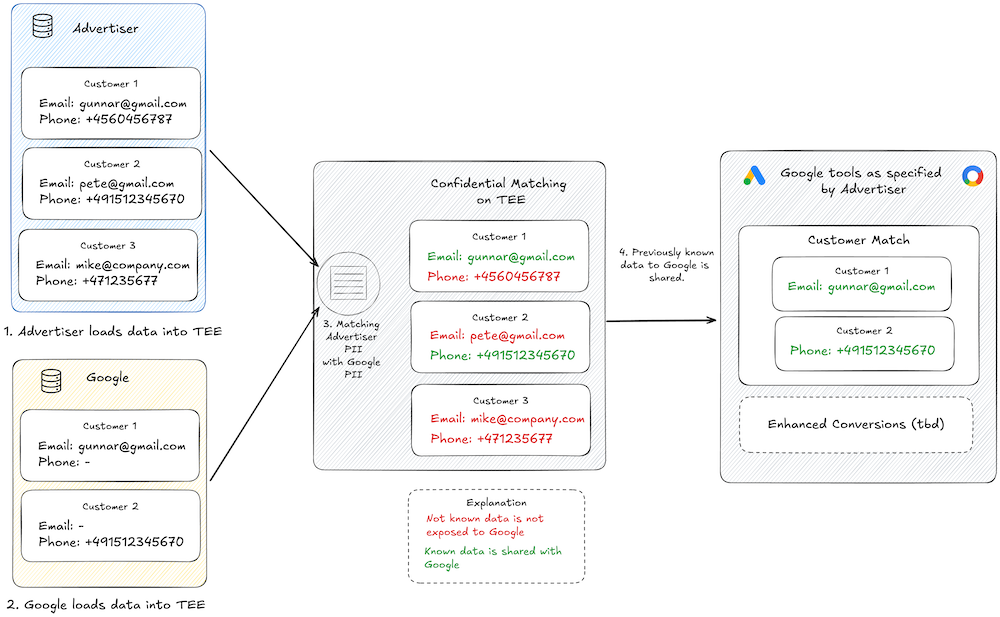 Advertiser
Customer 1
Email: gunnar@gmail.com
Phone: +4560456787
Customer 2
Email: pete@gmail.com
Phone: +491512345670
Customer 3
Email: mike@company.com
Phone: +471235677
1. Advertiser loads data into TEE
Google
Customer 1
Email: gunnar@gmail.com
Phone: -
Customer 2
Email: -
Phone: +491512345670
2. Google loads data into TEE
Confidential Matching
on TEE
3. Matching
Advertiser
PII
with Google
PII
Customer 1
Email: gunnar@gmail.com
Phone: +4560456787
Customer 2
Email: pete@gmail.com
Phone: +491512345670
Customer 3
Email: mike@company.com
Phone: +471235677
Explanation
Not known data is not
exposed to Google
Known data is shared with
Google
4. Previously known
data to Google is
shared.
Google tools as specified
by Advertiser
Customer Match
Customer 1
Email: gunnar@gmail.com
Customer 2
Phone: +491512345670
Enhanced Conversions (tbd)